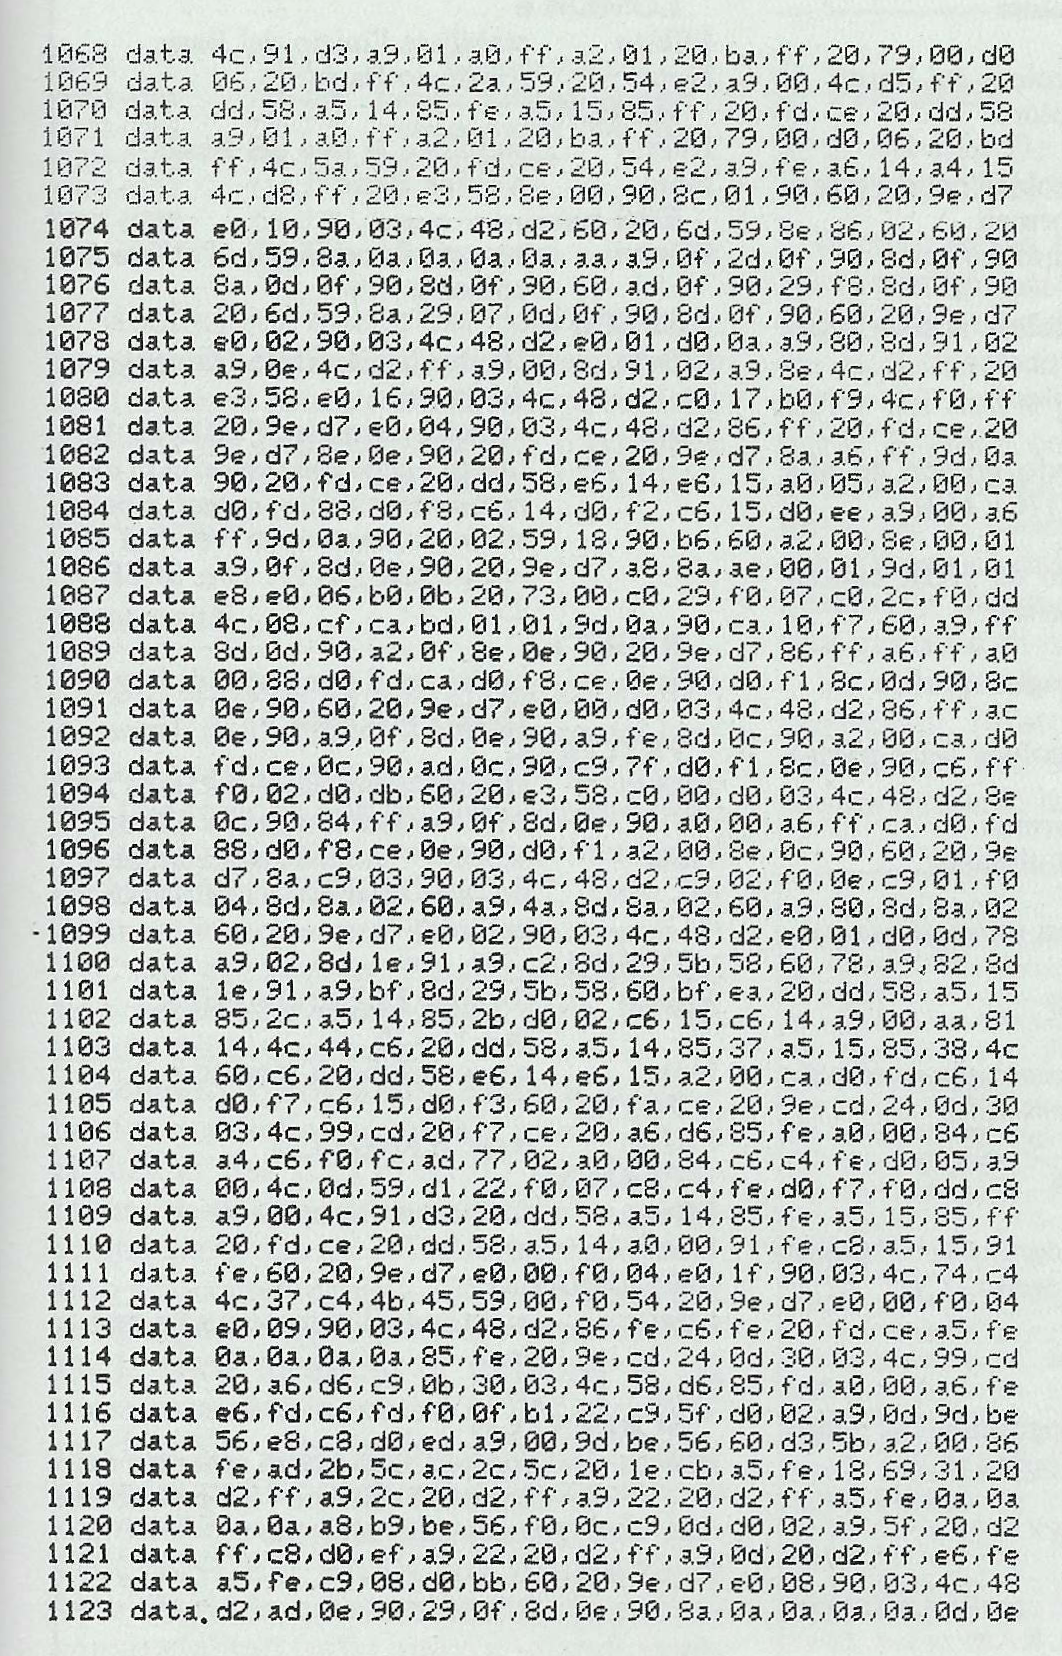 1068 data 4c,91,d3,a9,01,a0,ff,a2,01,20,ba,ff,20,79,00,d0
1069 data 06,20,bd,ff,4c,2a,59,20,54,e2,a9,00,4c,d5,ff,20
1070 data dd,58,a5,14,85,fe,a5,15,85,ff,20,fd,ce,20,dd,58
1071 data a9,01,a0,ff,a2,01,20,ba,ff,20,79,00,d0,06,20,bd
1072 data ff,4c,5a,59,20,fd,ce,20,54,e2,a9,fe,a6,14,a4,15
1073 data 4c,d8,ff,20,e3,58,8e,00,90,8c,01,90,60,20,9e,d7
1074 data e0,10,90,03,4c,48,d2,60,20,6d,59,8e,86,02,60,20
1075 data 6d,59,8a,0a,0a,0a,0a,aa,a9,0f,2d,0f,90,8d,0f,90
1076 data 8a,0d,0f,90,8d,0f,90,60,ad,0f,90,29,f8,8d,0f,90
1077 data 20,6d,59,8a,29,07,0d,0f,90,8d,0f,90,60,20,9e,d7
1078 data e0,02,90,03,4c,48,d2,e0,01,d0,0a,a9,80,8d,91,02
1079 data a9,0e,4c,d2,ff,a9,00,8d,91,02,a9,8e,4c,d2,ff,20
1080 data e3,58,e0,16,90,03,4c,48,d2,c0,17,b0,f9,4c,f0,ff
1081 data 20,9e,d7,e0,04,90,03,4c,48,d2,86,ff,20,fd,ce,20
1082 data 9e,d7,8e,0e,90,20,fd,ce,20,9e,d7,8a,a6,ff,9d,0a
1083 data 90,20,fd,ce,20,dd,58,e6,14,e6,15,a0,05,a2,00,ca
1084 data d0,fd,88,d0,f8,c6,14,d0,f2,c6,15,d0,ee,a9,00,a6
1085 data ff,9d,0a,90,20,02,59,18,90,b6,60,a2,00,8e,00,01
1086 data a9,0f,8d,0e,90,20,9e,d7,a8,8a,ae,00,01,9d,01,01
1087 data e8,e0,06,b0,0b,20,73,00,c0,29,f0,07,c0,2c,f0,dd
1088 data 4c,08,cf,ca,bd,01,01,9d,0a,90,ca,10,f7,60,a9,ff
1089 data 8d,0d,90,a2,0f,8e,0e,90,20,9e,d7,86,ff,a6,ff,a0
1090 data 00,88,d0,fd,ca,d0,f8,ce,0e,90,d0,f1,8c,0d,90,8c
1091 data 0e,90,60,20,9e,d7,e0,00,d0,03,4c,48,d2,86,ff,ac
1092 data 0e,90,a9,0f,8d,0e,90,a9,fe,8d,0c,90,a2,00,ca,d0
1093 data fd,ce,0c,90,ad,0c,90,c9,7f,d0,f1,8c,0e,90,c6,ff
1094 data f0,02,d0,db,60,20,e3,58,c0,00,d0,03,4c,48,d2,8e
1095 data 0c,90,84,ff,a9,0f,8d,0e,90,a0,00,a6,ff,ca,d0,fd
1096 data 88,d0,f8,ce,0e,90,d0,f1,a2,00,8e,0c,90,60,20,9e
1097 data d7,8a,c9,03,90,03,4c,48,d2,c9,02,f0,0e,c9,01,f0
1098 data 04,8d,8a,02,60,a9,4a,8d,8a,02,60,a9,80,8d,8a,02
1099 data 60,20,9e,d7,e0,02,90,03,4c,48,d2,e0,01,d0,0d,78
1100 data a9,02,8d,1e,91,a9,c2,8d,29,5b,58,60,78,a9,82,8d
1101 data 1e,91,a9,bf,8d,29,5b,58,60,bf,ea,20,dd,58,a5,15
1102 data 85,2c,a5,14,85,2b,d0,02,c6,15,c6,14,a9,00,aa,81
1103 data 14,4c,44,c6,20,dd,58,a5,14,85,37,a5,15,85,38,4c
1104 data 60,c6,20,dd,58,e6,14,e6,15,a2,00,ca,d0,fd,c6,14
1105 data d0,f7,c6,15,d0,f3,60,20,fa,ce,20,9e,cd,24,0d,30
1106 data 03,4c,99,cd,20,f7,ce,20,a6,d6,85,fe,a0,00,84,c6
1107 data a4,c6,f0,fc,ad,77,02,a0,00,84,c6,c4,fe,d0,05,a9
1108 data 00,4c,0d,59,d1,22,f0,07,c8,c4,fe,d0,f7,f0,dd,c8
1109 data a9,00,4c,91,d3,20,dd,58,a5,14,85,fe,a5,15,85,ff
1110 data 20,fd,ce,20,dd,58,a5,14,a0,00,91,fe,c8,a5,15,91
1111 data fe,60,20,9e,d7,e0,00,f0,04,e0,1f,90,03,4c,74,c4
1112 data 4c,37,c4,4b,45,59,00,f0,54,20,9e,d7,e0,00,f0,04
1113 data e0,09,90,03,4c,48,d2,86,fe,c6,fe,20,fd,ce,a5,fe
1114 data 0a,0a,0a,0a,85,fe,20,9e,cd,24,0d,30,03,4c,99,cd
1115 data 20,a6,d6,c9,0b,30,03,4c,58,d6,85,fd,a0,00,a6,fe
1116 data e6,fd,c6,fd,f0,0f,b1,22,c9,5f,d0,02,a9,0d,9d,be
1117 data 56,e8,c8,d0,ed,a9,00,9d,be,56,60,d3,5b,a2,00,86
1118 data fe,ad,2b,5c,ac,2c,5c,20,1e,cb,a5,fe,18,69,31,20
1119 data d2,ff,a9,2c,20,d2,ff,a9,22,20,d2,ff,a5,fe,0a,0a
1120 data 0a,0a,a8,b9,be,56,f0,0c,c9,0d,d0,02,a9,5f,20,d2
1121 data ff,c8,d0,ef,a9,22,20,d2,ff,a9,0d,20,d2,ff,e6,fe
1122 data a5,fe,c9,08,d0,bb,60,20,9e,d7,e0,08,90,03,4c,48
1123 data d2,ad,0e,90,29,0f,8d,0e,90,8a,0a,0a,0a,0a,0d,0e